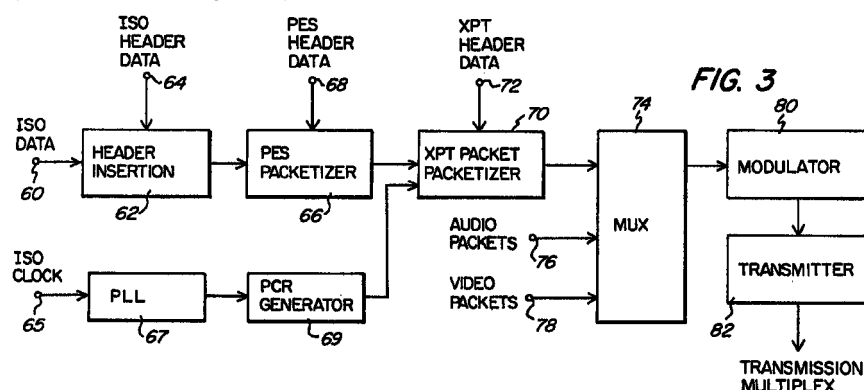 ISO
HEADER
DATA
64
PES
HEADER DATA
68
XPT
HEADER
DATA
72
FIG. 3
ISO
DATA
60
HEADER
INSERTION
62
PES
PACKETIZER
66
70
XPT PACKET
PACKETIZER
74
MUX
80
MODULATOR
AUDIO
PACKETS
76
VIDEO
PACKETS
78
ISO
CLOCK
65
PLL
67
PCR
GENERATOR
69
TRANSMITTER
82
TRANSMISSION
MULTIPLEX